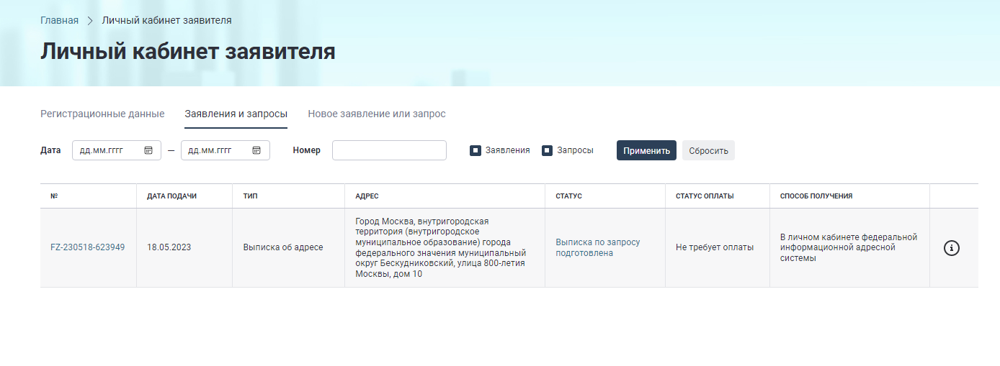 Главная > Личный кабинет заявителя
Личный кабинет заявителя
Регистрационные данные Заявления и запросы Новое заявление или запрос
Дата дд.мм.гггг — дд.мм.гггг Номер Заявления Запросы Применить Сбросить
№ ДАТА ПОДАЧИ ТИП АДРЕС СТАТУС СТАТУС ОПЛАТЫ СПОСОБ ПОЛУЧЕНИЯ
FZ-230518-623949
18.05.2023
Выписка об адресе
Город Москва, внутригородская
территория (внутригородское
муниципальное образование) города
федерального значения муниципальный
округ Бескудниковский, улица 800-летия
Москвы, дом 10
Выписка по запросу
подготовлена
Не требует оплаты
В личном кабинете федеральной
информационной адресной
системы